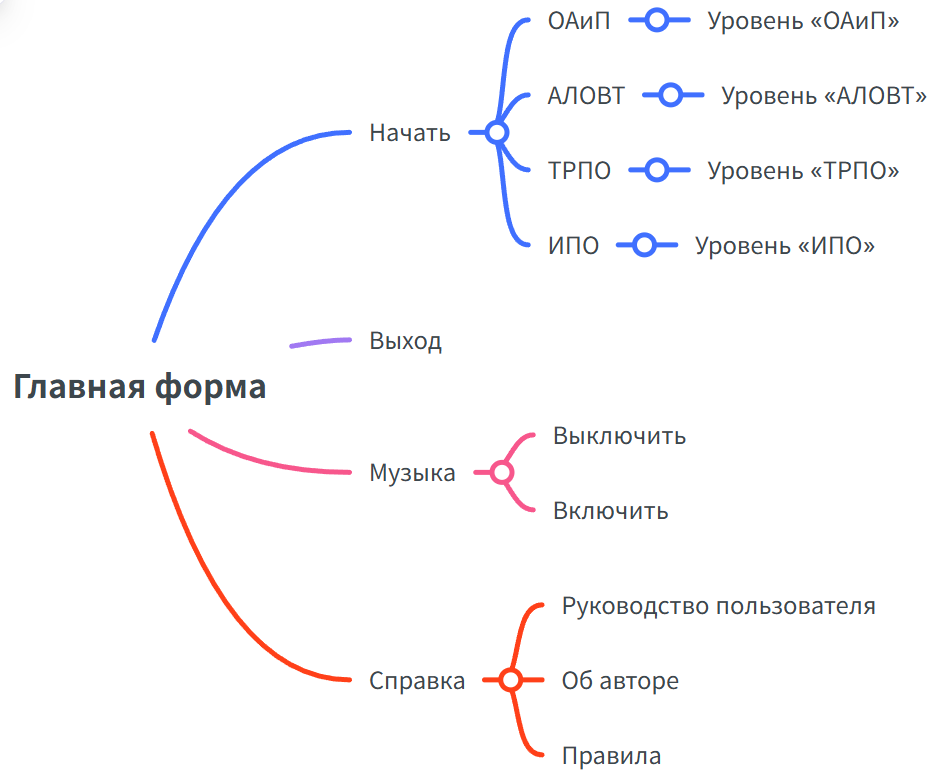 ОАиП Уровень «ОАиП»
АЛОВТ Уровень «АЛОВТ»
Начать
ТРПО Уровень «ТРПО»
ИПО Уровень «ИПО»
Выход
Главная форма
Выключить
Музыка
Включить
Руководство пользователя
Справка Об авторе
Правила